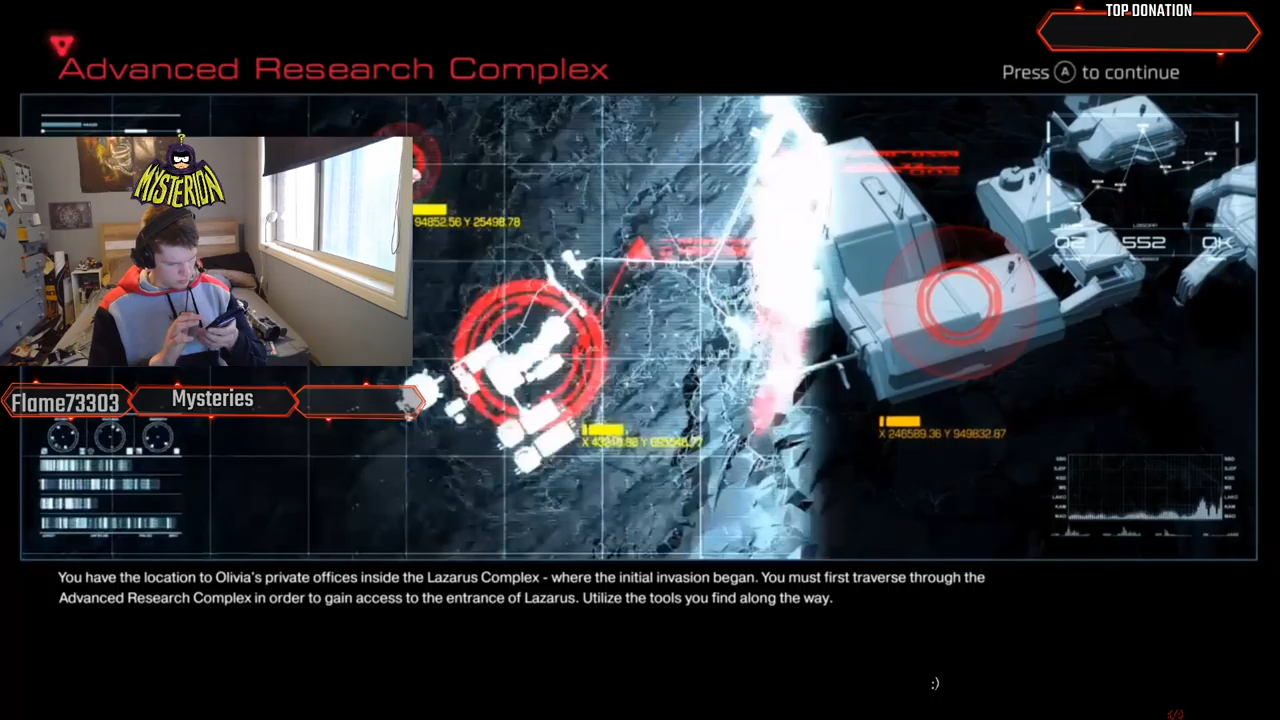 TOP DONATION
Advanced Research Complex
Press A to continue
?
MYSTERION
94852.56 Y 25498.78
02 552 OK
Flame73303
Mysteries
X 246589.36 Y 949832.87
You have the location to Olivia's private offices inside the Lazarus Complex - where the initial invasion began. You must first traverse through the
Advanced Research Complex in order to gain access to the entrance of Lazarus. Utilize the tools you find along the way.
:)